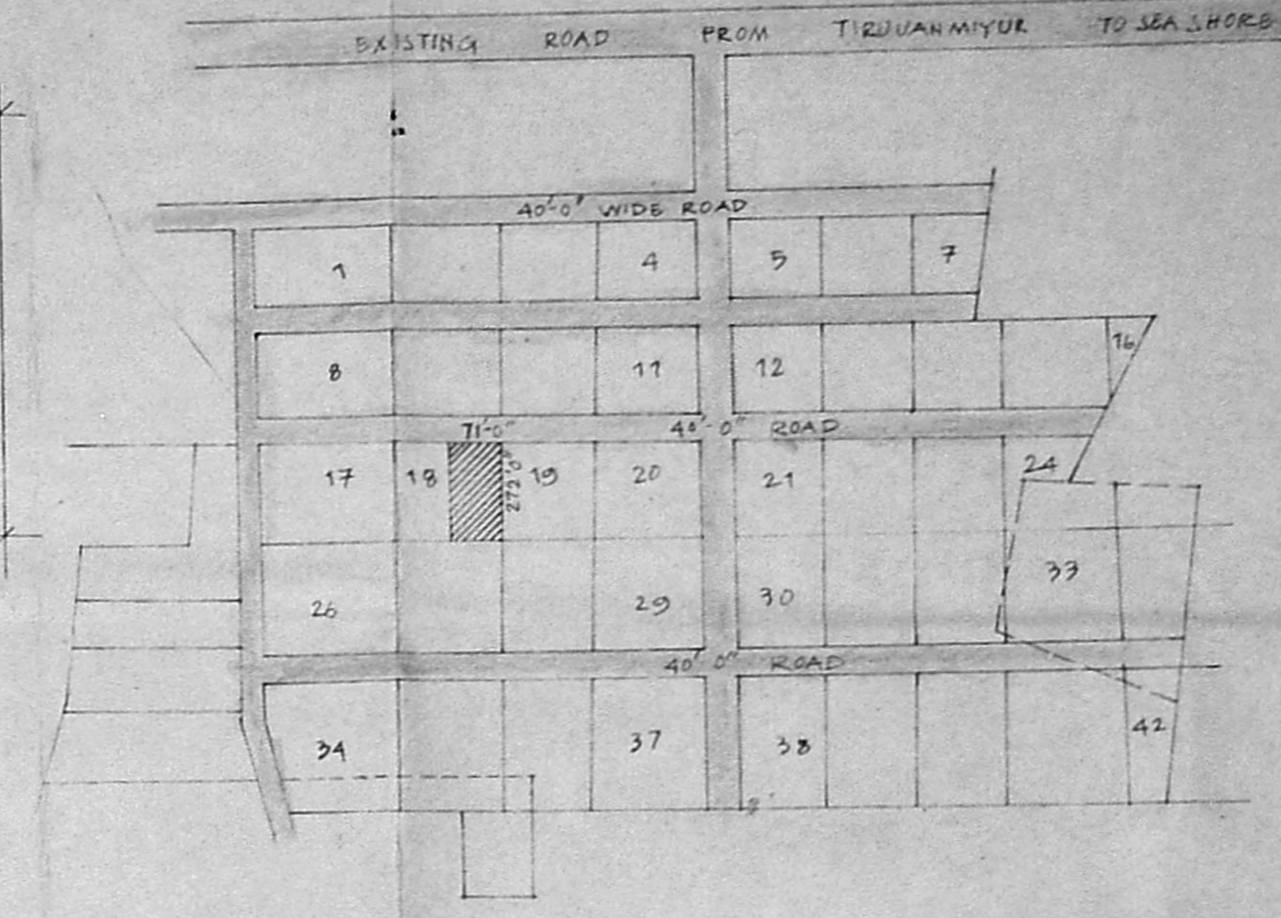 EXISTING ROAD FROM TIRUVANMIYUR TO SEA SHORE
40'-0" WIDE ROAD
1 4 5 7
8 11 12 16
71'-0" 40'-0" ROAD
17 18 272'0" 19 20 21 24
26 29 30 33
40'-0" ROAD
34 37 38 42